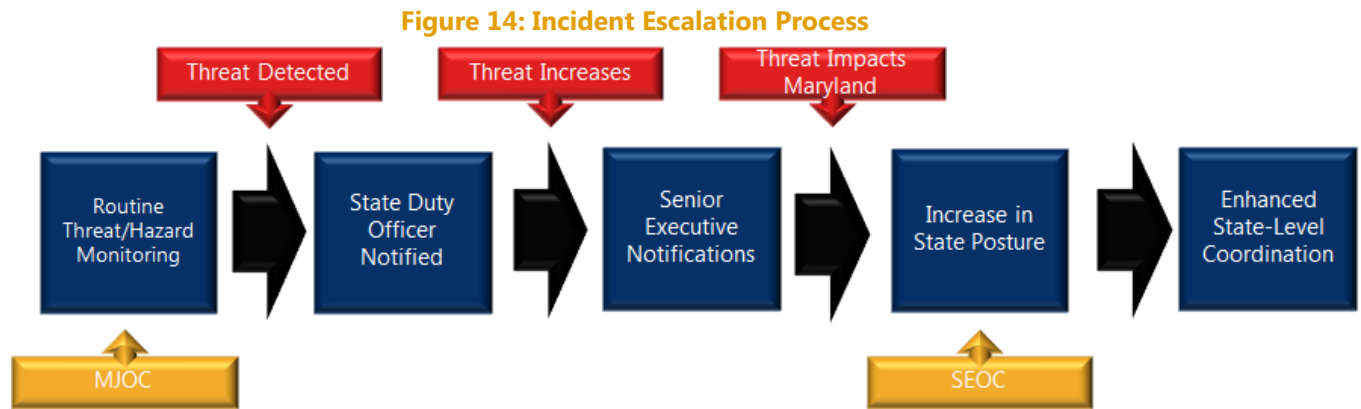 Figure 14: Incident Escalation Process
Threat Detected
Threat Increases
Threat Impacts
Maryland
Routine
Threat/Hazard
Monitoring
State Duty
Officer
Notified
Senior
Executive
Notifications
Increase in
State Posture
Enhanced
State-Level
Coordination
MJOC
SEOC